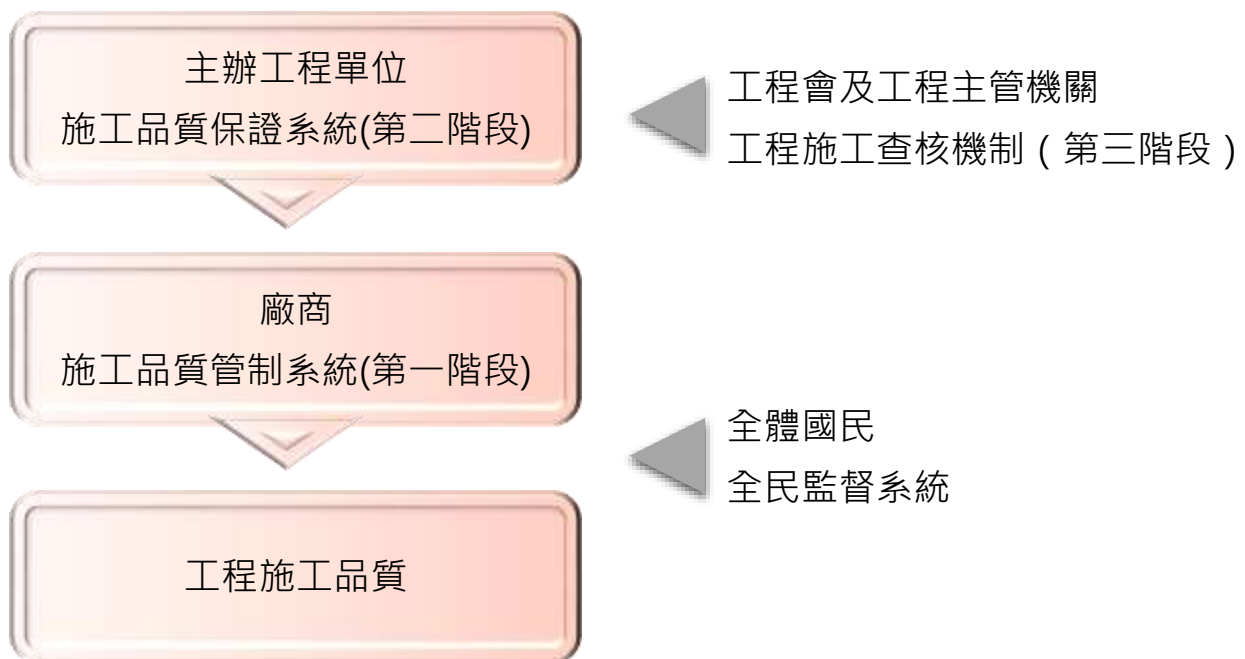 主辦工程單位
施工品質保證系統(第二階段)
工程會及工程主管機關
工程施工查核機制（第三階段）
廠商
施工品質管制系統(第一階段)
全體國民
全民監督系統
工程施工品質